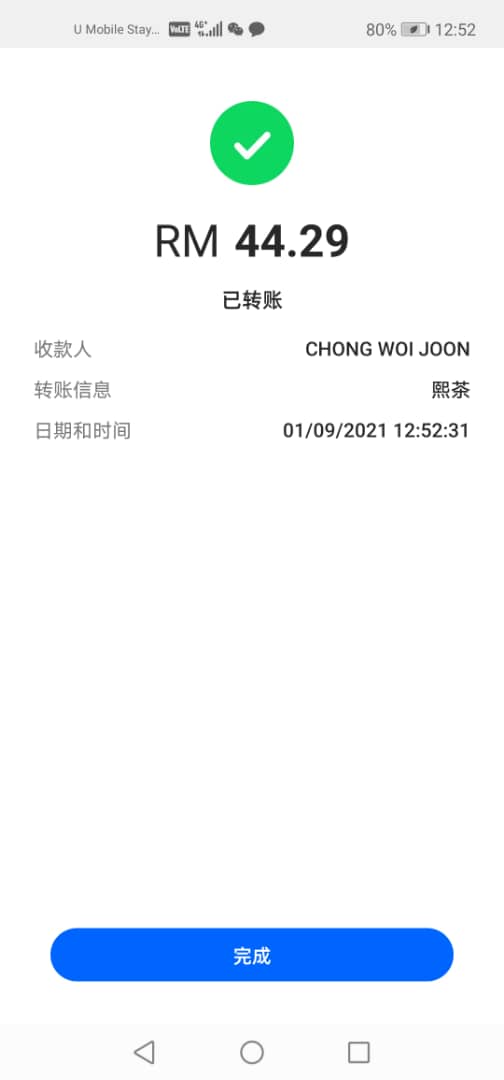 U Mobile Stay... VoLTE 4G+ 80% 12:52
RM 44.29
已转账
收款人 CHONG WOI JOON
转账信息 熙茶
日期和时间 01/09/2021 12:52:31
完成